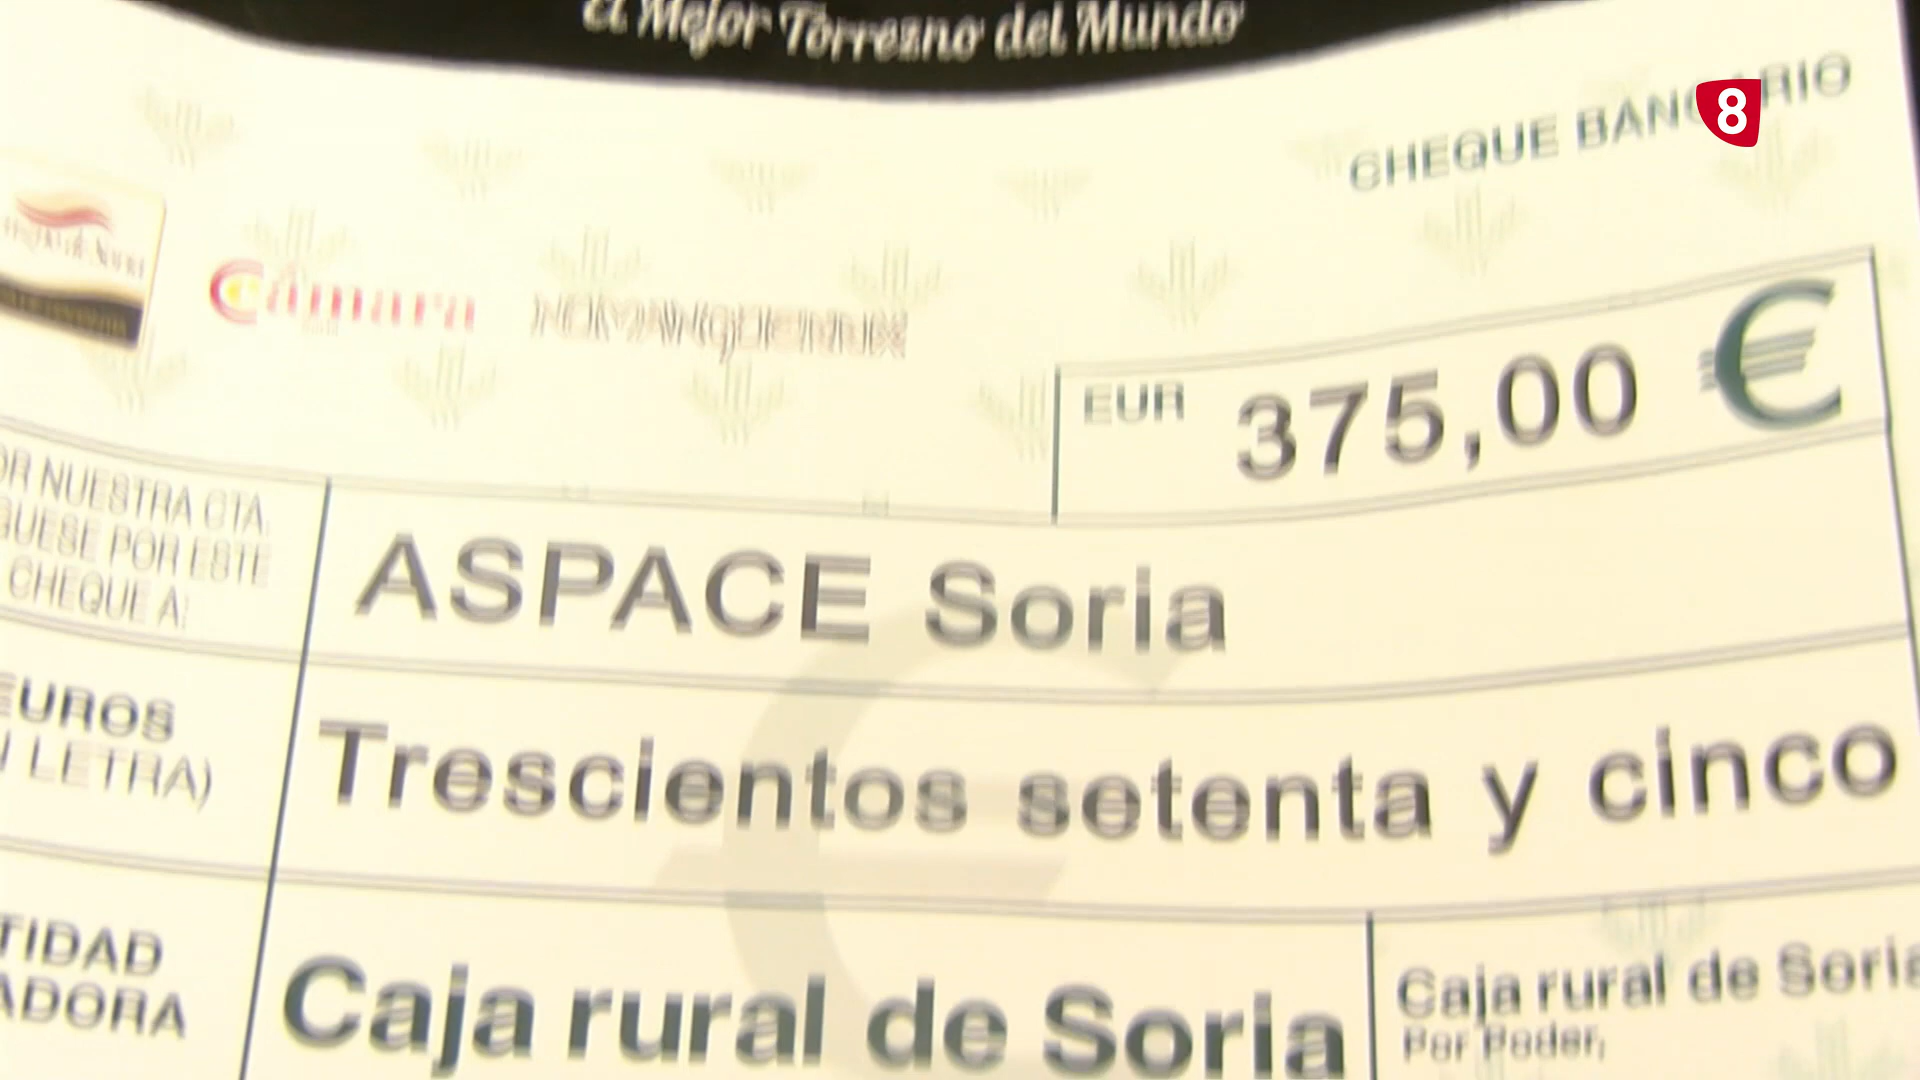 El Mejor Torrezno del Mundo
CHEQUE BANCARIO
8
Cámara
EUR 375,00 €
OR NUESTRA CTA.
GUESE POR ESTE
CHEQUE A:
ASPACE Soria
EUROS
N LETRA)
Trescientos setenta y cinco
TIDAD
ADORA
Caja rural de Soria
Caja rural de Soria
Por Poder,